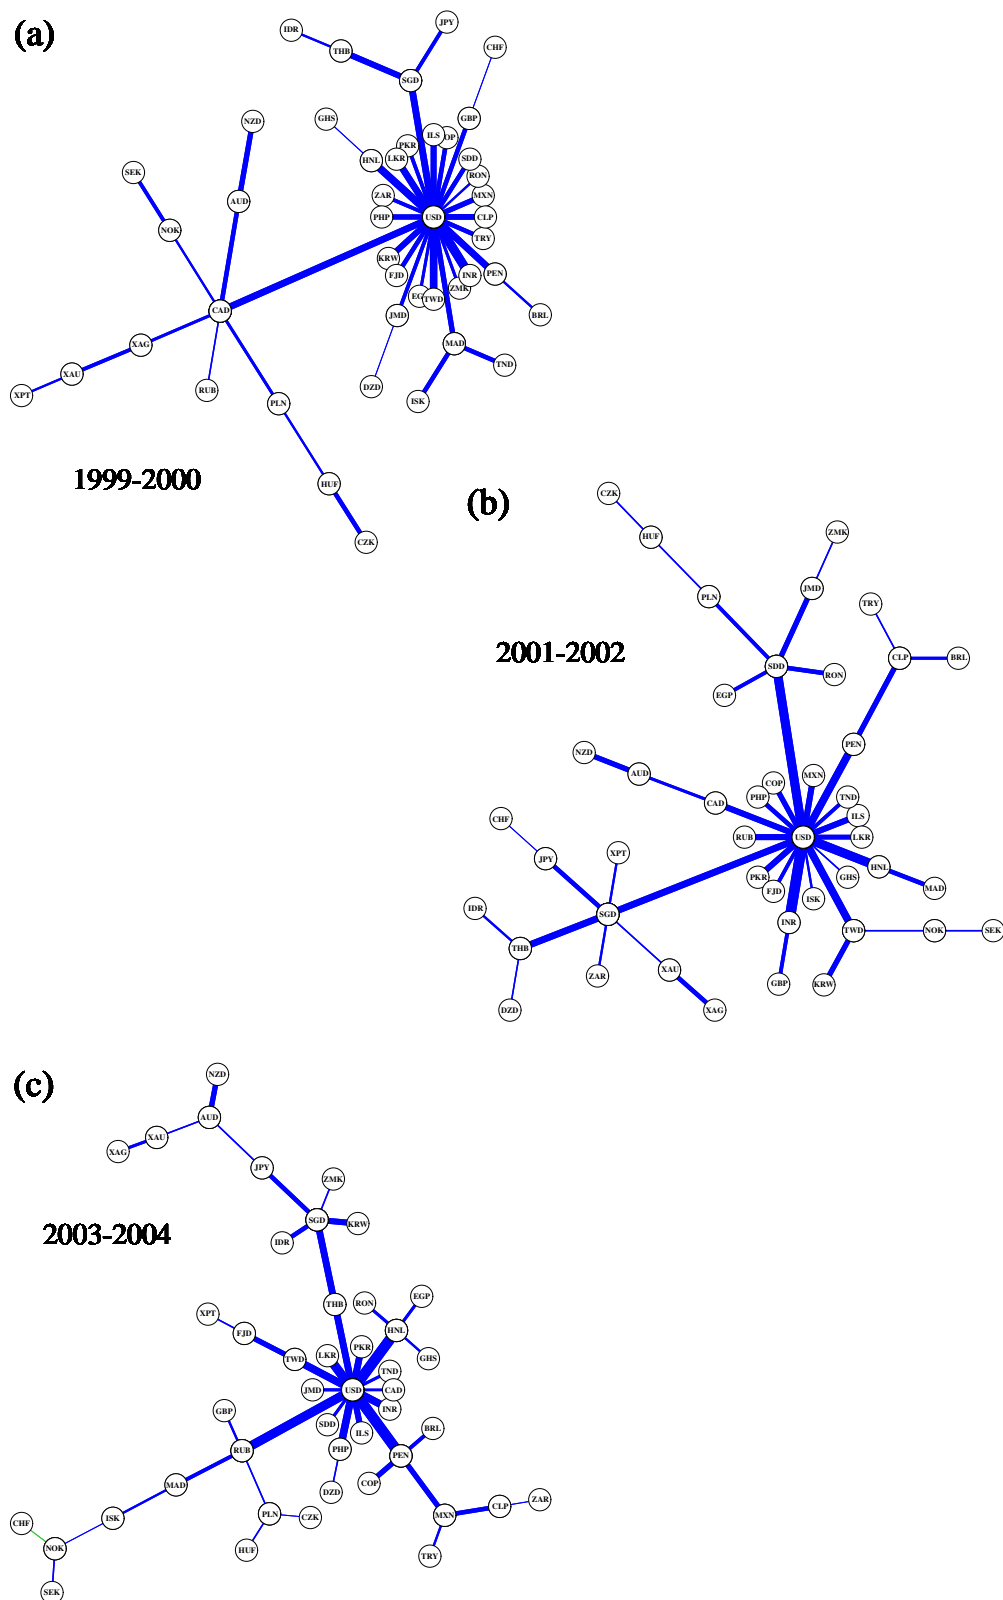 (a)
IDR
JPY
THB
CHF
SGD
GHS
NZD
GBP
ILS
OP
PKR
HNL
LKR
SDD
SEK
RON
ZAR
MXN
AUD
PHP
USD
CLP
NOK
TRY
KRW
FJD
INR
PEN
EG
TWD
ZMK
CAD
JMD
BRL
XAG
MAD
TND
XAU
DZD
XPT
RUB
ISK
PLN
1999-2000
HUF
CZK
(b)
CZK
HUF
ZMK
JMD
PLN
TRY
2001-2002
SDD
CLP
BRL
EGP
RON
NZD
PEN
AUD
COP
MXN
PHP
TND
CAD
ILS
CHF
RUB
USD
LKR
JPY
XPT
HNL
PKR
GHS
MAD
FJD
ISK
IDR
SGD
INR
TWD
NOK
SEK
THB
ZAR
XAU
GBP
KRW
DZD
XAG
(c)
NZD
AUD
XAU
XAG
JPY
ZMK
2003-2004
SGD
KRW
IDR
THB
RON
EGP
XPT
FJD
HNL
PKR
LKR
GHS
TWD
TND
JMD
USD
CAD
GBP
INR
SDD
ILS
BRL
RUB
PHP
PEN
MAD
DZD
COP
CLP
ZAR
ISK
PLN
CZK
MXN
CHF
NOK
HUF
TRY
SEK